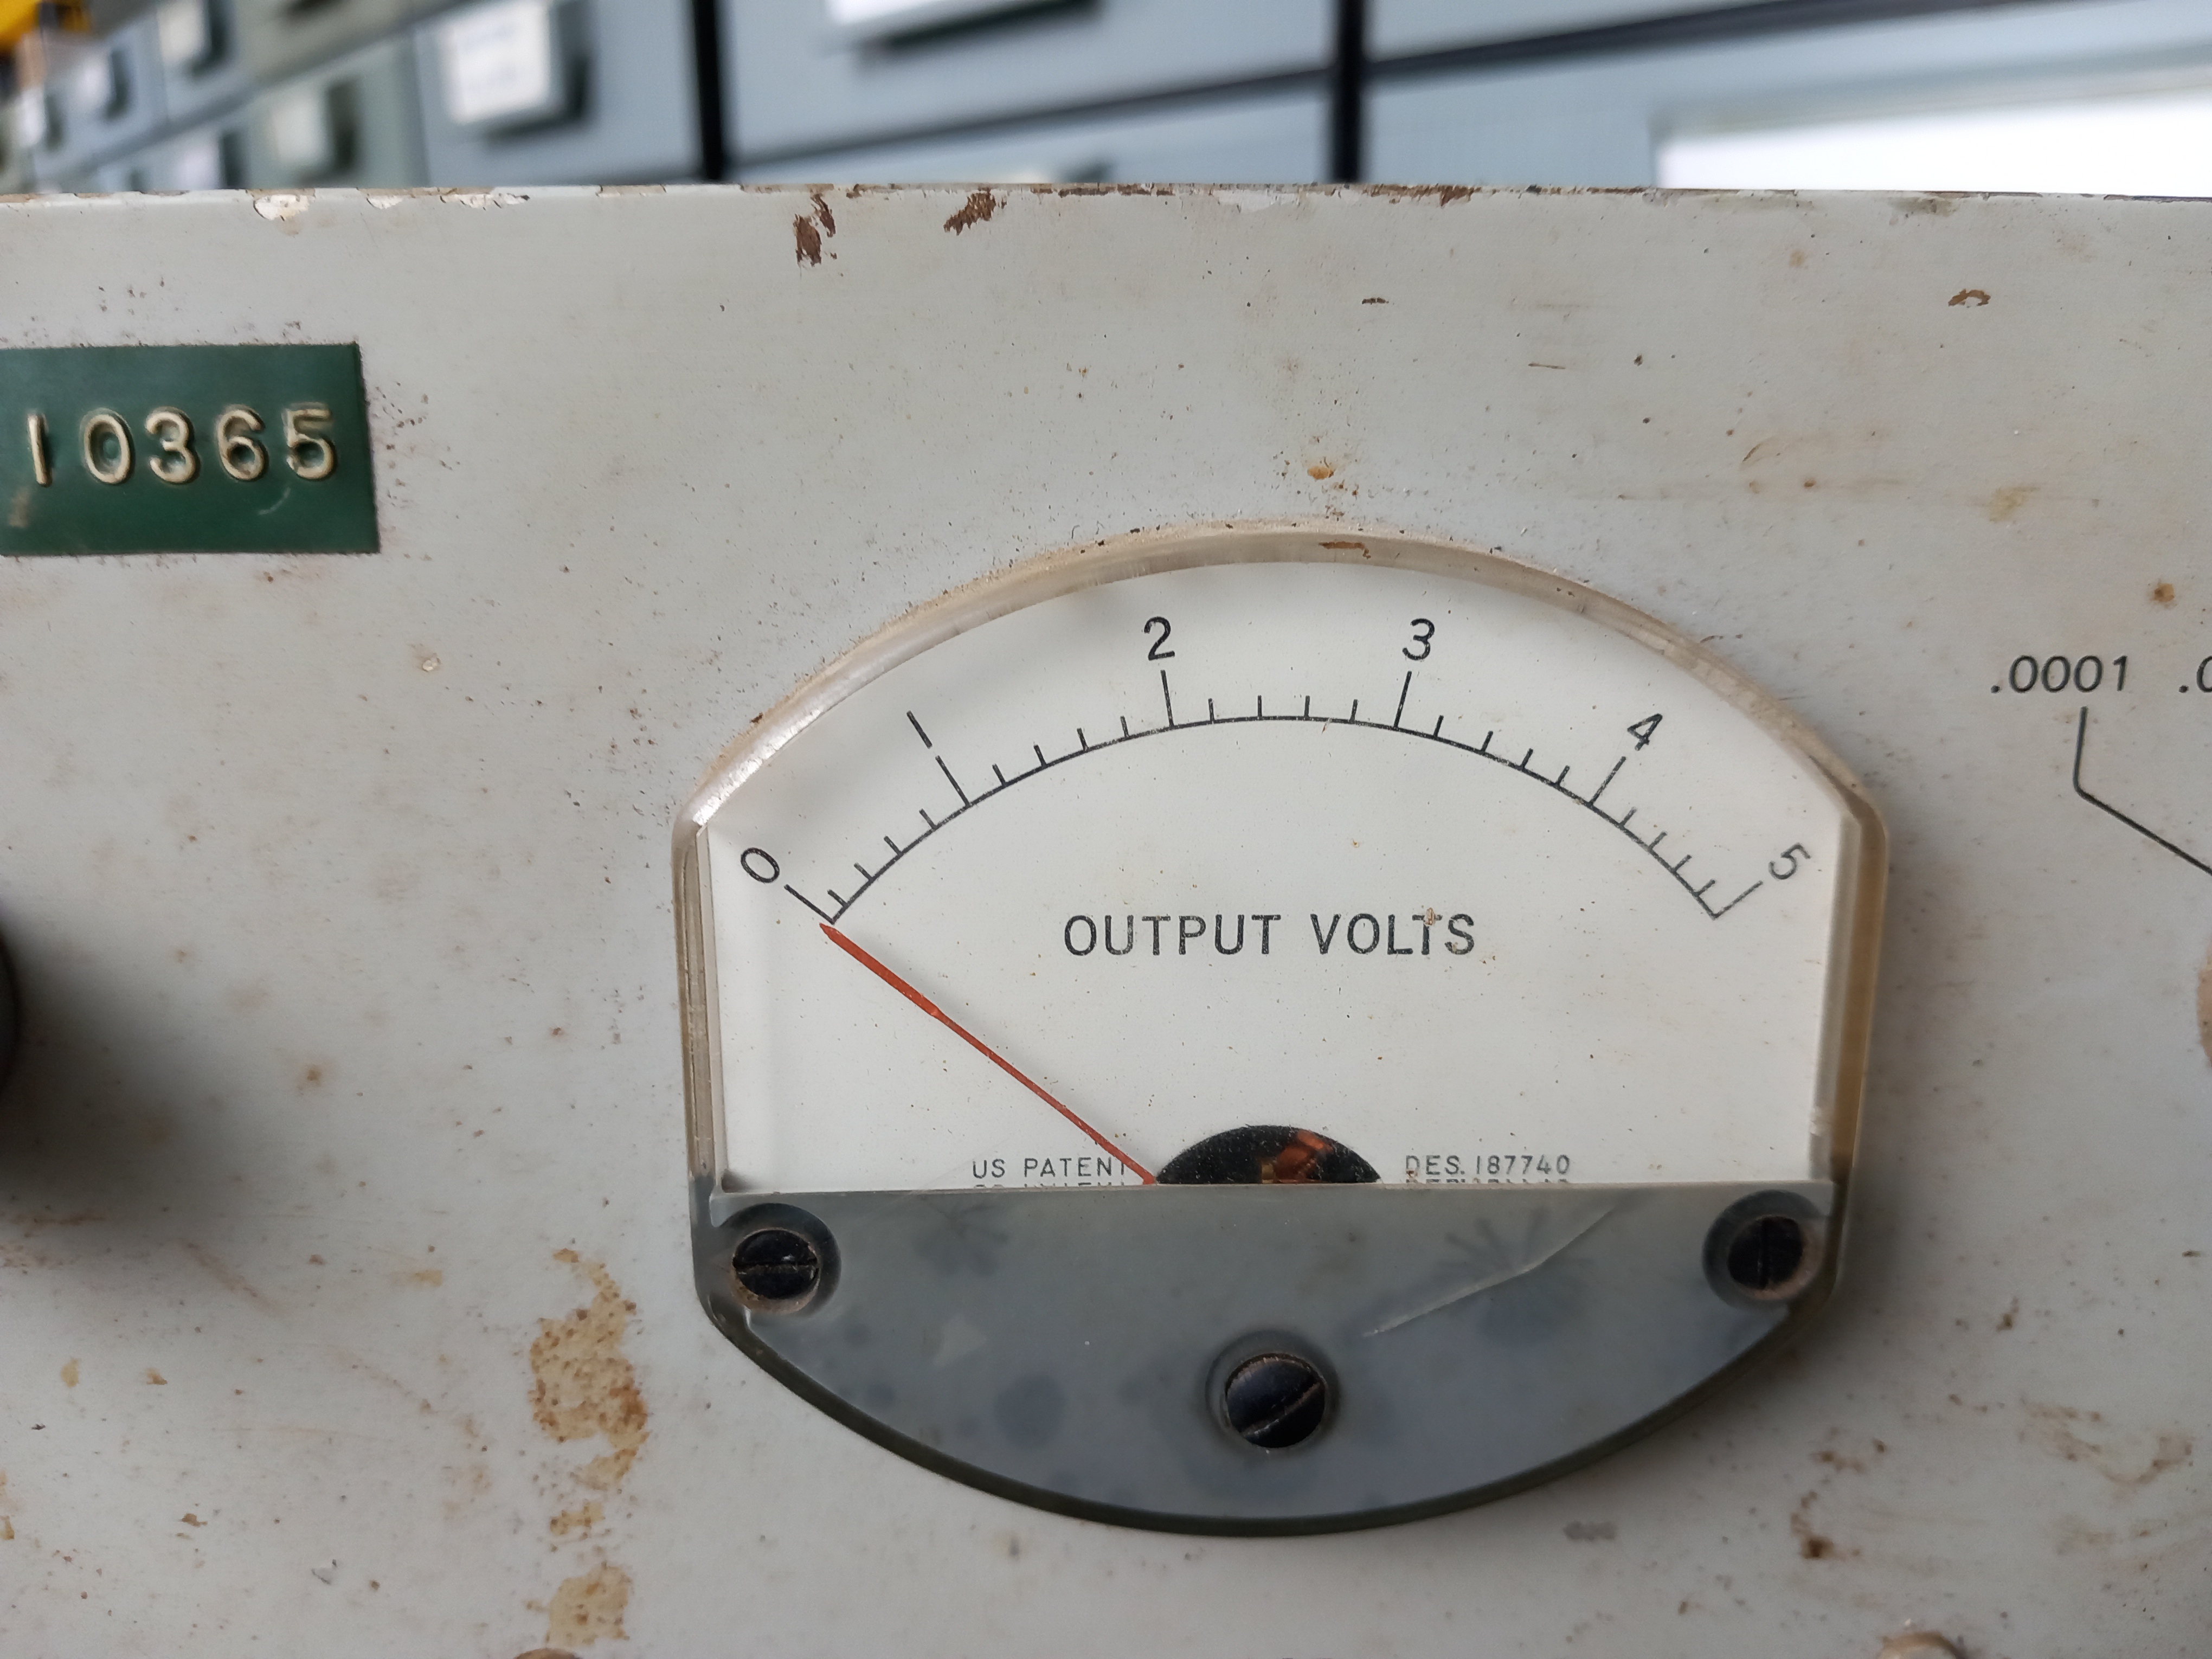 10365
0 1 2 3 4 5
.0001
OUTPUT VOLTS
US PATENT DES. 187740